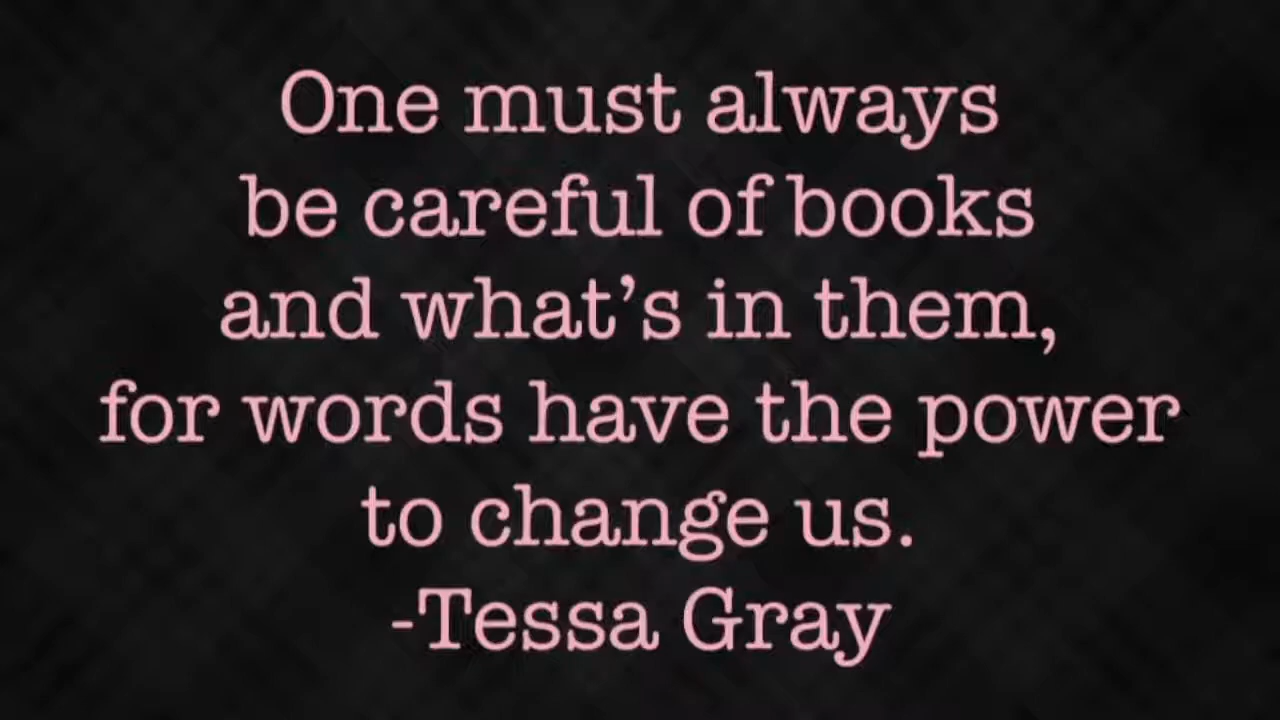 One must always
be careful of books
and what’s in them,
for words have the power
to change us.
-Tessa Gray